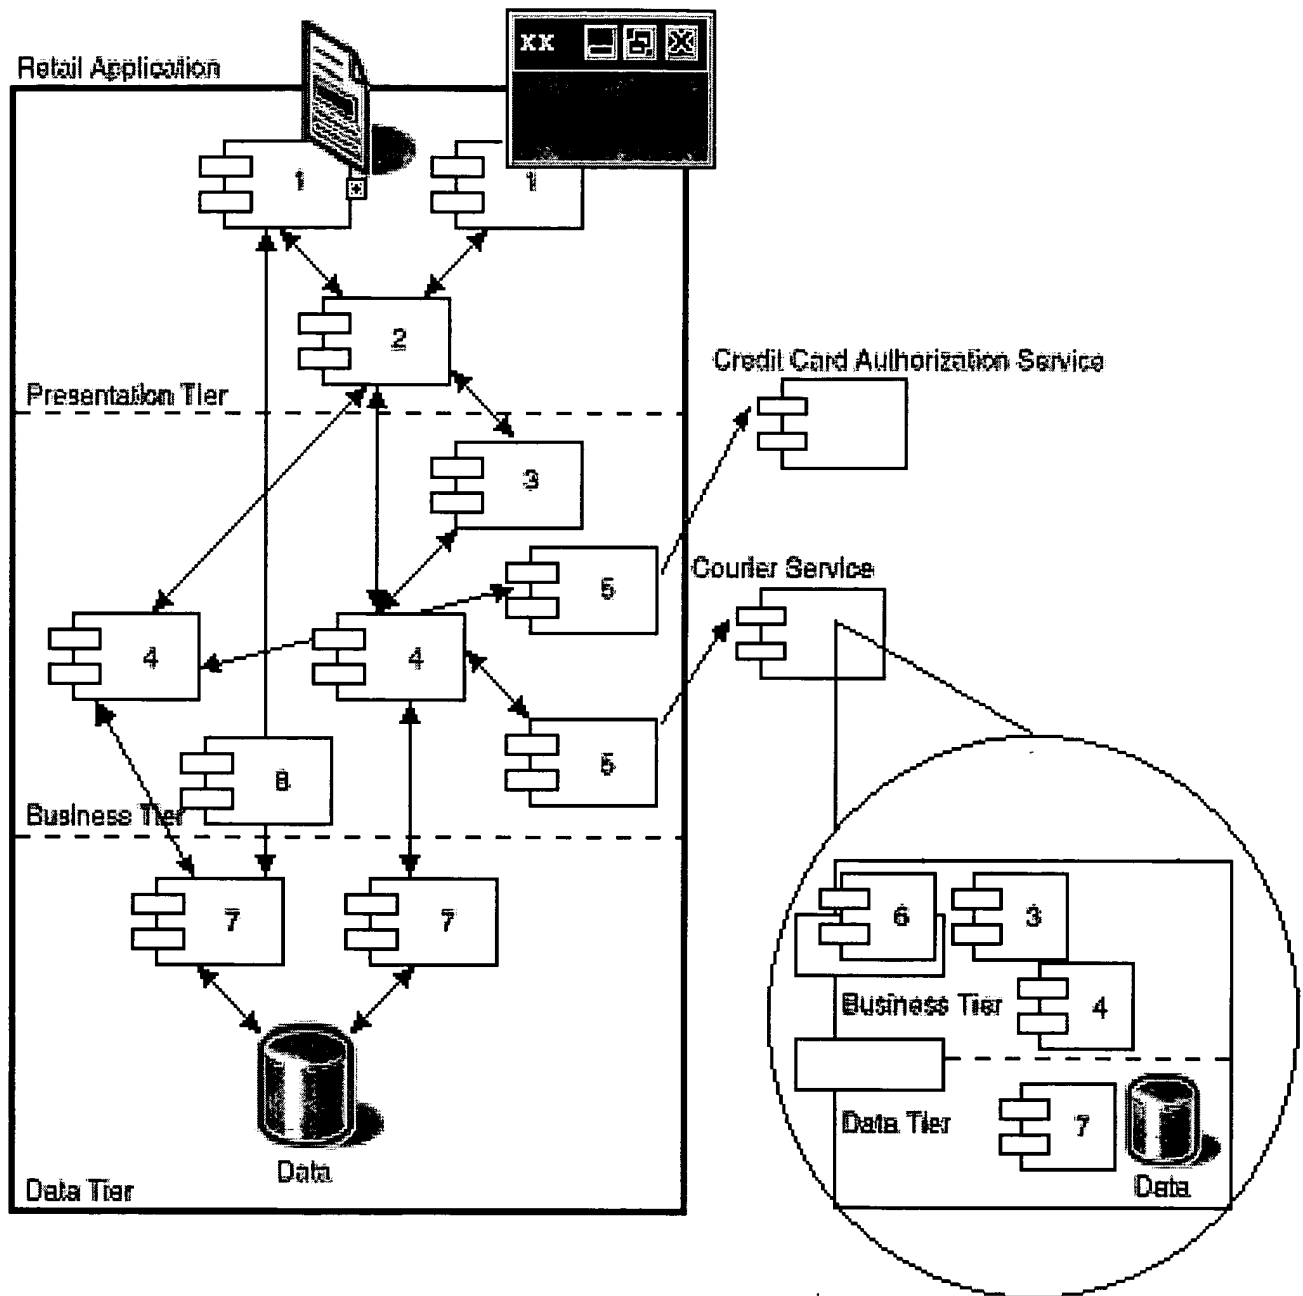 XX
Retail Application
1
1
2
Credit Card Authorization Service
Presentation Tier
3
Courier Service
5
4
4
5
8
Business Tier
7
7
6
3
Business Tier
4
Data Tier
7
Data
Data
Data Tier